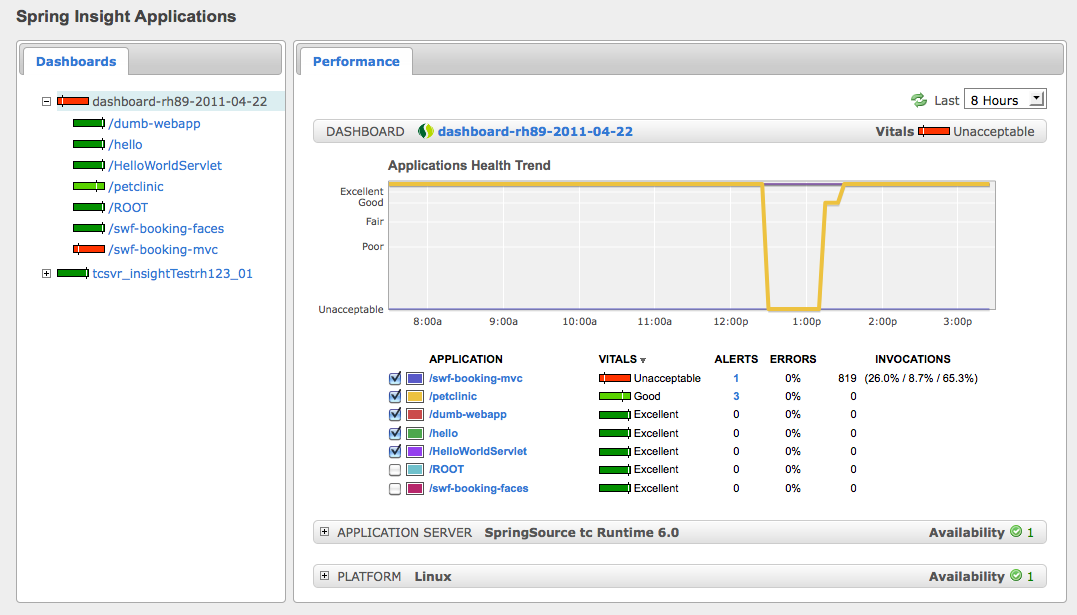 Spring Insight Applications
Dashboards
dashboard-rh89-2011-04-22
/dumb-webapp
/hello
/HelloWorldServlet
/petclinic
/ROOT
/swf-booking-faces
/swf-booking-mvc
tcsvr_insightTestrh123_01
Performance
Last 8 Hours
DASHBOARD dashboard-rh89-2011-04-22 Vitals Unacceptable
Applications Health Trend
Excellent
Good
Fair
Poor
Unacceptable
8:00a 9:00a 10:00a 11:00a 12:00p 1:00p 2:00p 3:00p
APPLICATION VITALS ALERTS ERRORS INVOCATIONS
/swf-booking-mvc Unacceptable 1 0% 819 (26.0% / 8.7% / 65.3%)
/petclinic Good 3 0% 0
/dumb-webapp Excellent 0 0% 0
/hello Excellent 0 0% 0
/HelloWorldServlet Excellent 0 0% 0
/ROOT Excellent 0 0% 0
/swf-booking-faces Excellent 0 0% 0
APPLICATION SERVER SpringSource tc Runtime 6.0 Availability 1
PLATFORM Linux Availability 1